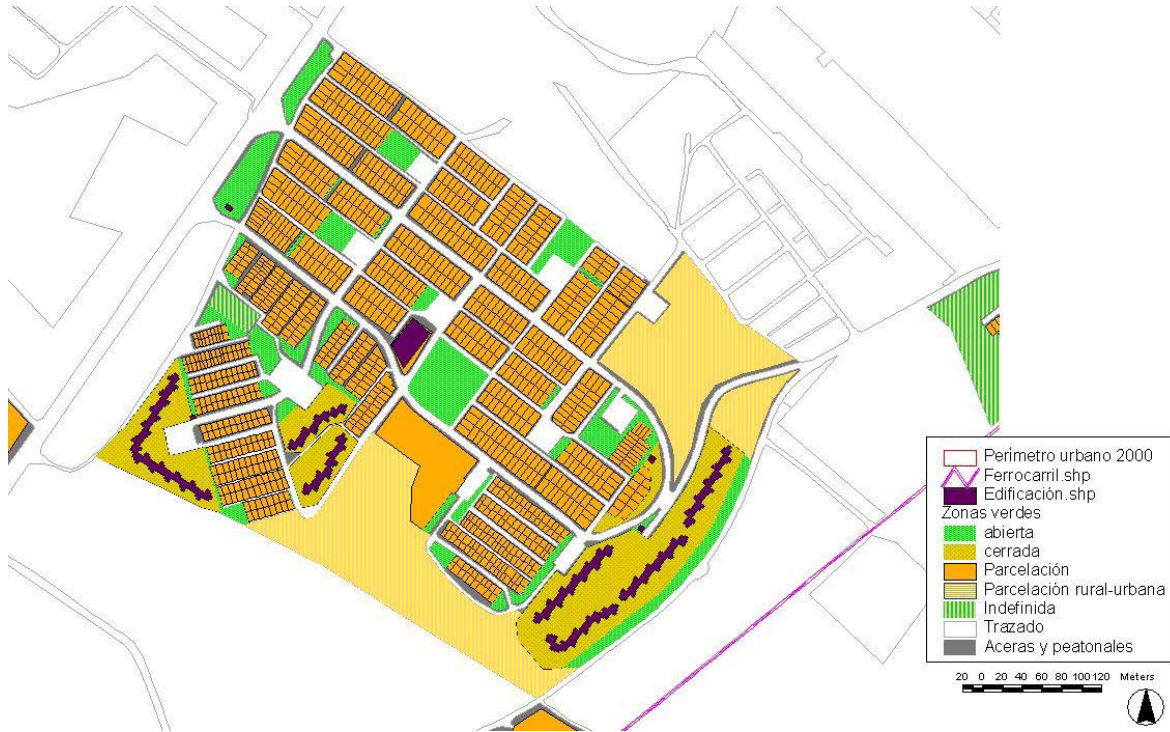 Perímetro urbano 2000
Ferrocarril.shp
Edificación.shp
Zonas verdes
abierta
cerrada
Parcelación
Parcelación rural-urbana
Indefinida
Trazado
Aceras y peatonales
20 0 20 40 60 80 100 120 Meters